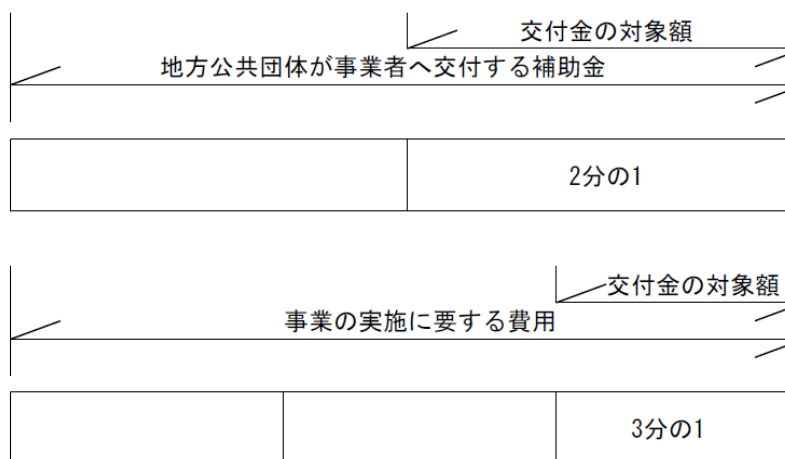 交付金の対象額
地方公共団体が事業者へ交付する補助金
2分の1
交付金の対象額
事業の実施に要する費用
3分の1